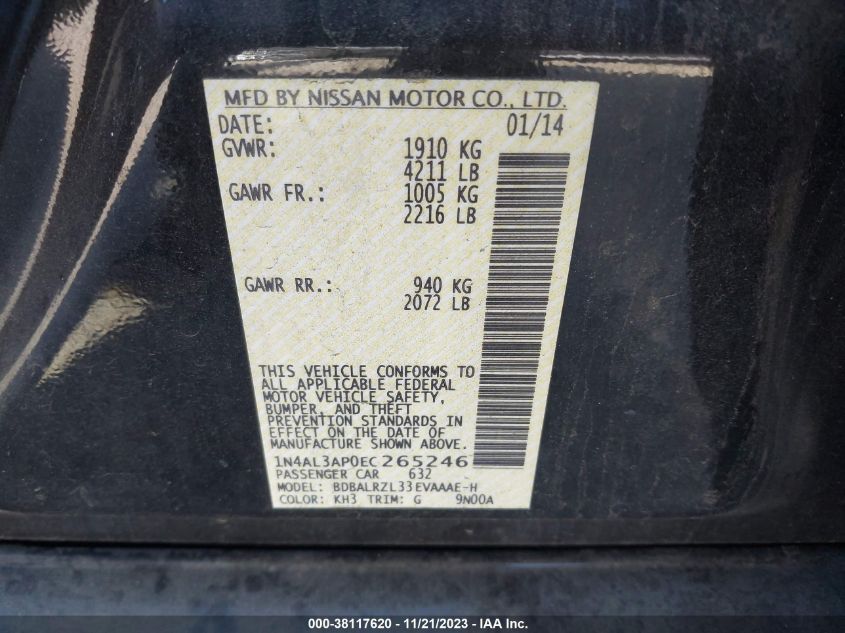 MFD BY NISSAN MOTOR CO., LTD.
DATE: 01/14
GVWR: 1910 KG
4211 LB
GAWR FR.: 1005 KG
2216 LB
GAWR RR.: 940 KG
2072 LB
THIS VEHICLE CONFORMS TO
ALL APPLICABLE FEDERAL
MOTOR VEHICLE SAFETY,
BUMPER, AND THEFT
PREVENTION STANDARDS IN
EFFECT ON THE DATE OF
MANUFACTURE SHOWN ABOVE.
1N4AL3AP0EC265246
PASSENGER CAR 632
MODEL: BDBALRZL33EVAAAE-H
COLOR: KH3 TRIM: G 9N00A
000-38117620 - 11/21/2023 - IAA Inc.